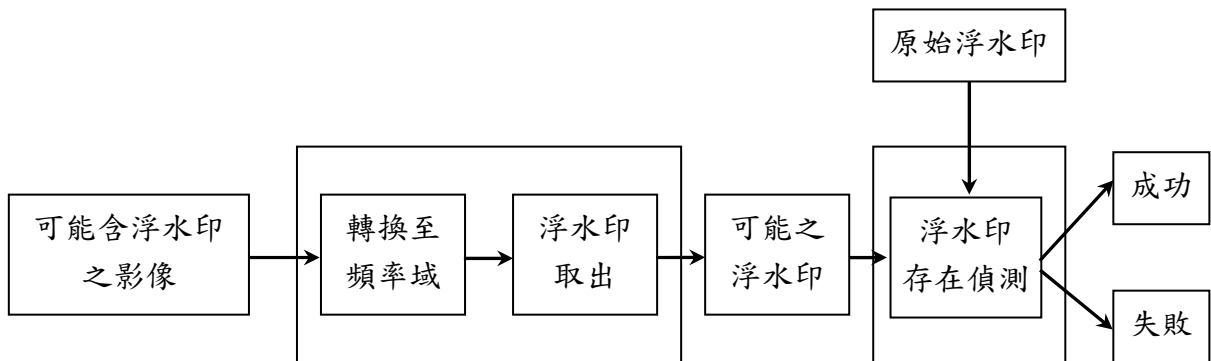 原始浮水印
可能含浮水印
之影像
轉換至
頻率域
浮水印
取出
可能之
浮水印
浮水印
存在偵測
成功
失敗